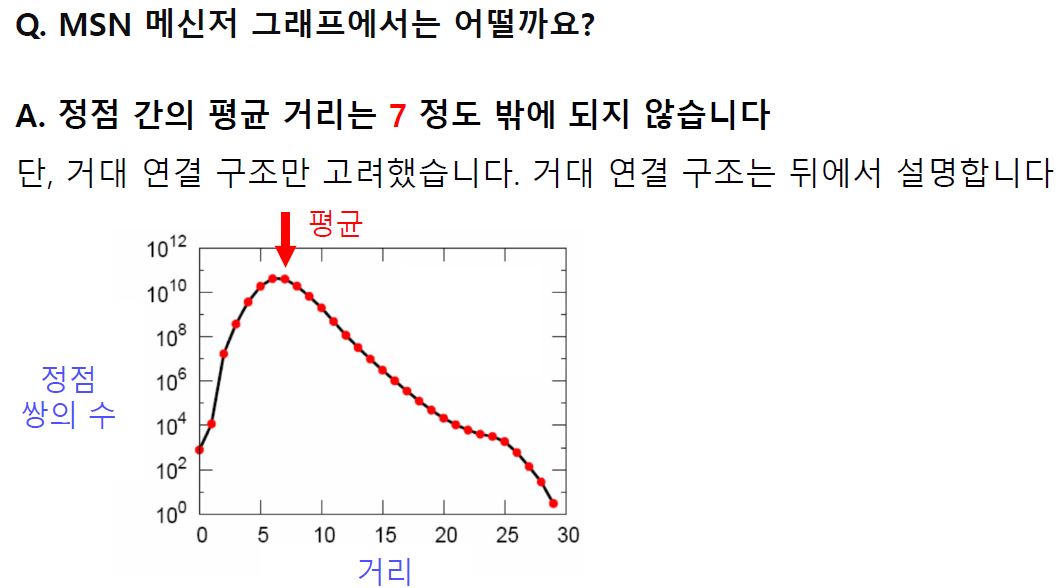 Q. MSN 메신저 그래프에서는 어떨까요?
A. 정점 간의 평균 거리는 7 정도 밖에 되지 않습니다
단, 거대 연결 구조만 고려했습니다. 거대 연결 구조는 뒤에서 설명합니다
평균
10^12
10^10
10^8
10^6
10^4
10^2
10^0
정점
쌍의 수
0 5 10 15 20 25 30
거리